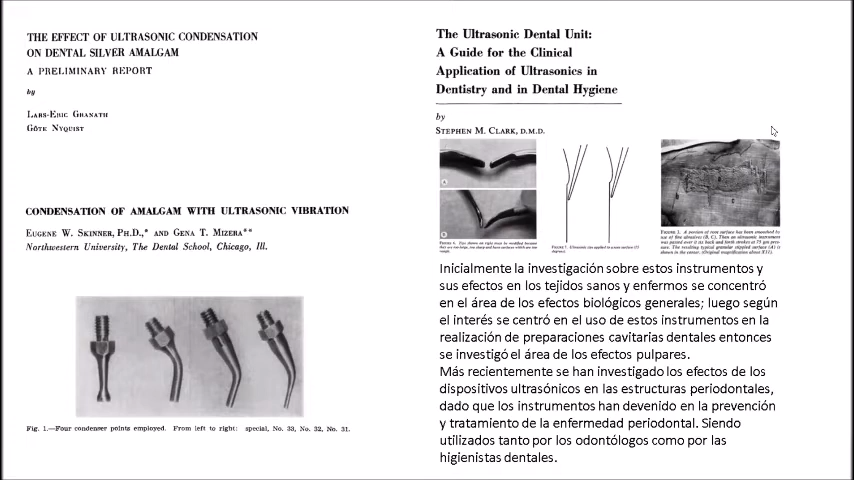 THE EFFECT OF ULTRASONIC CONDENSATION
ON DENTAL SILVER AMALGAM
A PRELIMINARY REPORT
by
LARS-ERIC GRANATH
GÖTE NYQUIST
CONDENSATION OF AMALGAM WITH ULTRASONIC VIBRATION
EUGENE W. SKINNER, PH.D.,* AND GENA T. MIZERA**
Northwestern University, The Dental School, Chicago, Ill.
Fig. 1.—Four condenser points employed. From left to right: special, No. 33, No. 32, No. 31.
The Ultrasonic Dental Unit:
A Guide for the Clinical
Application of Ultrasonics in
Dentistry and in Dental Hygiene
by
STEPHEN M. CLARK, D.M.D.
Inicialmente la investigación sobre estos instrumentos y
sus efectos en los tejidos sanos y enfermos se concentró
en el área de los efectos biológicos generales; luego según
el interés se centró en el uso de estos instrumentos en la
realización de preparaciones cavitarias dentales entonces
se investigó el área de los efectos pulpares.
Más recientemente se han investigado los efectos de los
dispositivos ultrasónicos en las estructuras periodontales,
dado que los instrumentos han devenido en la prevención
y tratamiento de la enfermedad periodontal. Siendo
utilizados tanto por los odontólogos como por las
higienistas dentales.